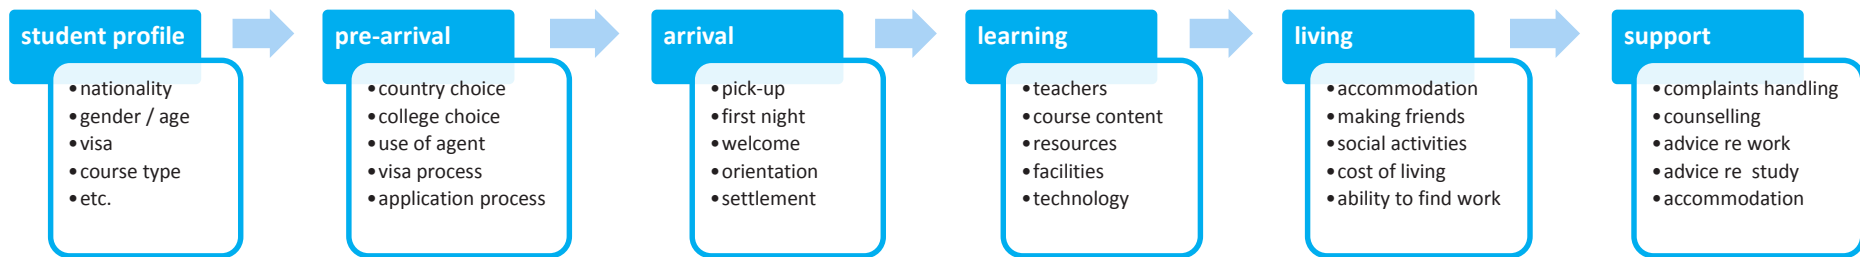 student profile
• nationality
• gender / age
• visa
• course type
• etc.
pre-arrival
• country choice
• college choice
• use of agent
• visa process
• application process
arrival
• pick-up
• first night
• welcome
• orientation
• settlement
learning
• teachers
• course content
• resources
• facilities
• technology
living
• accommodation
• making friends
• social activities
• cost of living
• ability to find work
support
• complaints handling
• counselling
• advice re work
• advice re  study
• accommodation